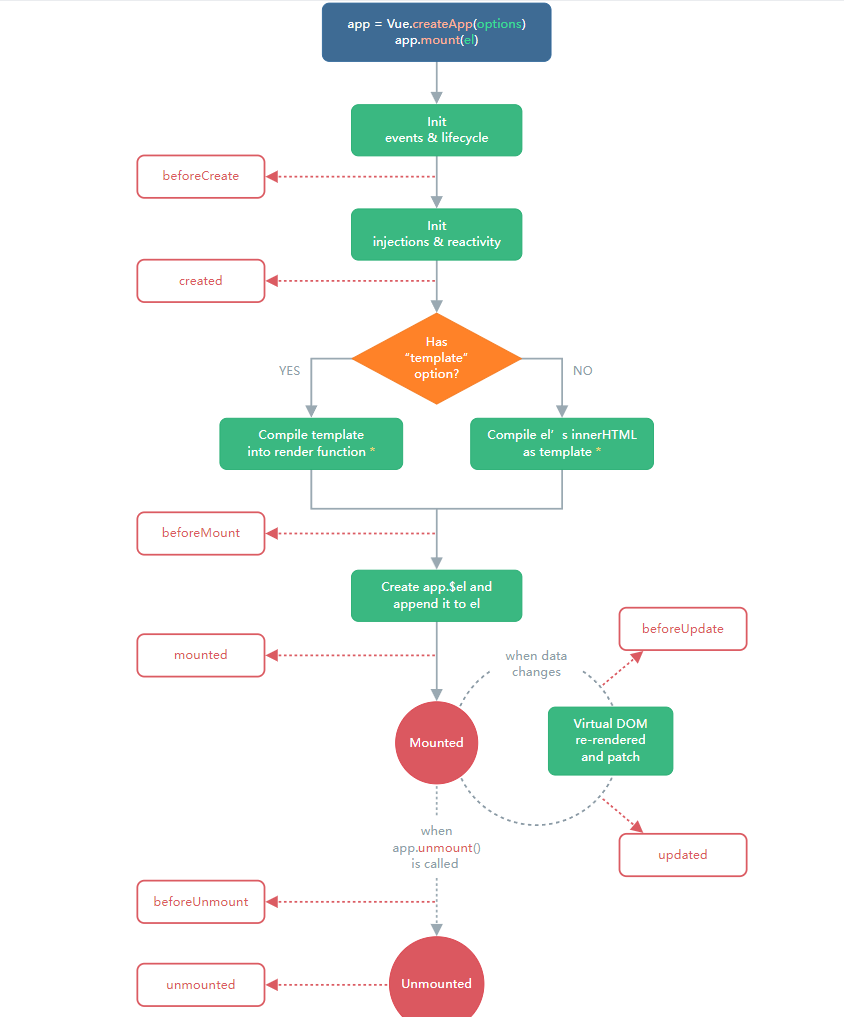 app = Vue.createApp(options)
app.mount(el)
Init
events & lifecycle
beforeCreate
Init
injections & reactivity
created
Has
“template”
option?
YES
NO
Compile template
into render function *
Compile el’s innerHTML
as template *
beforeMount
Create app.$el and
append it to el
mounted
when data
changes
beforeUpdate
Mounted
Virtual DOM
re-rendered
and patch
updated
when
app.unmount()
is called
beforeUnmount
Unmounted
unmounted